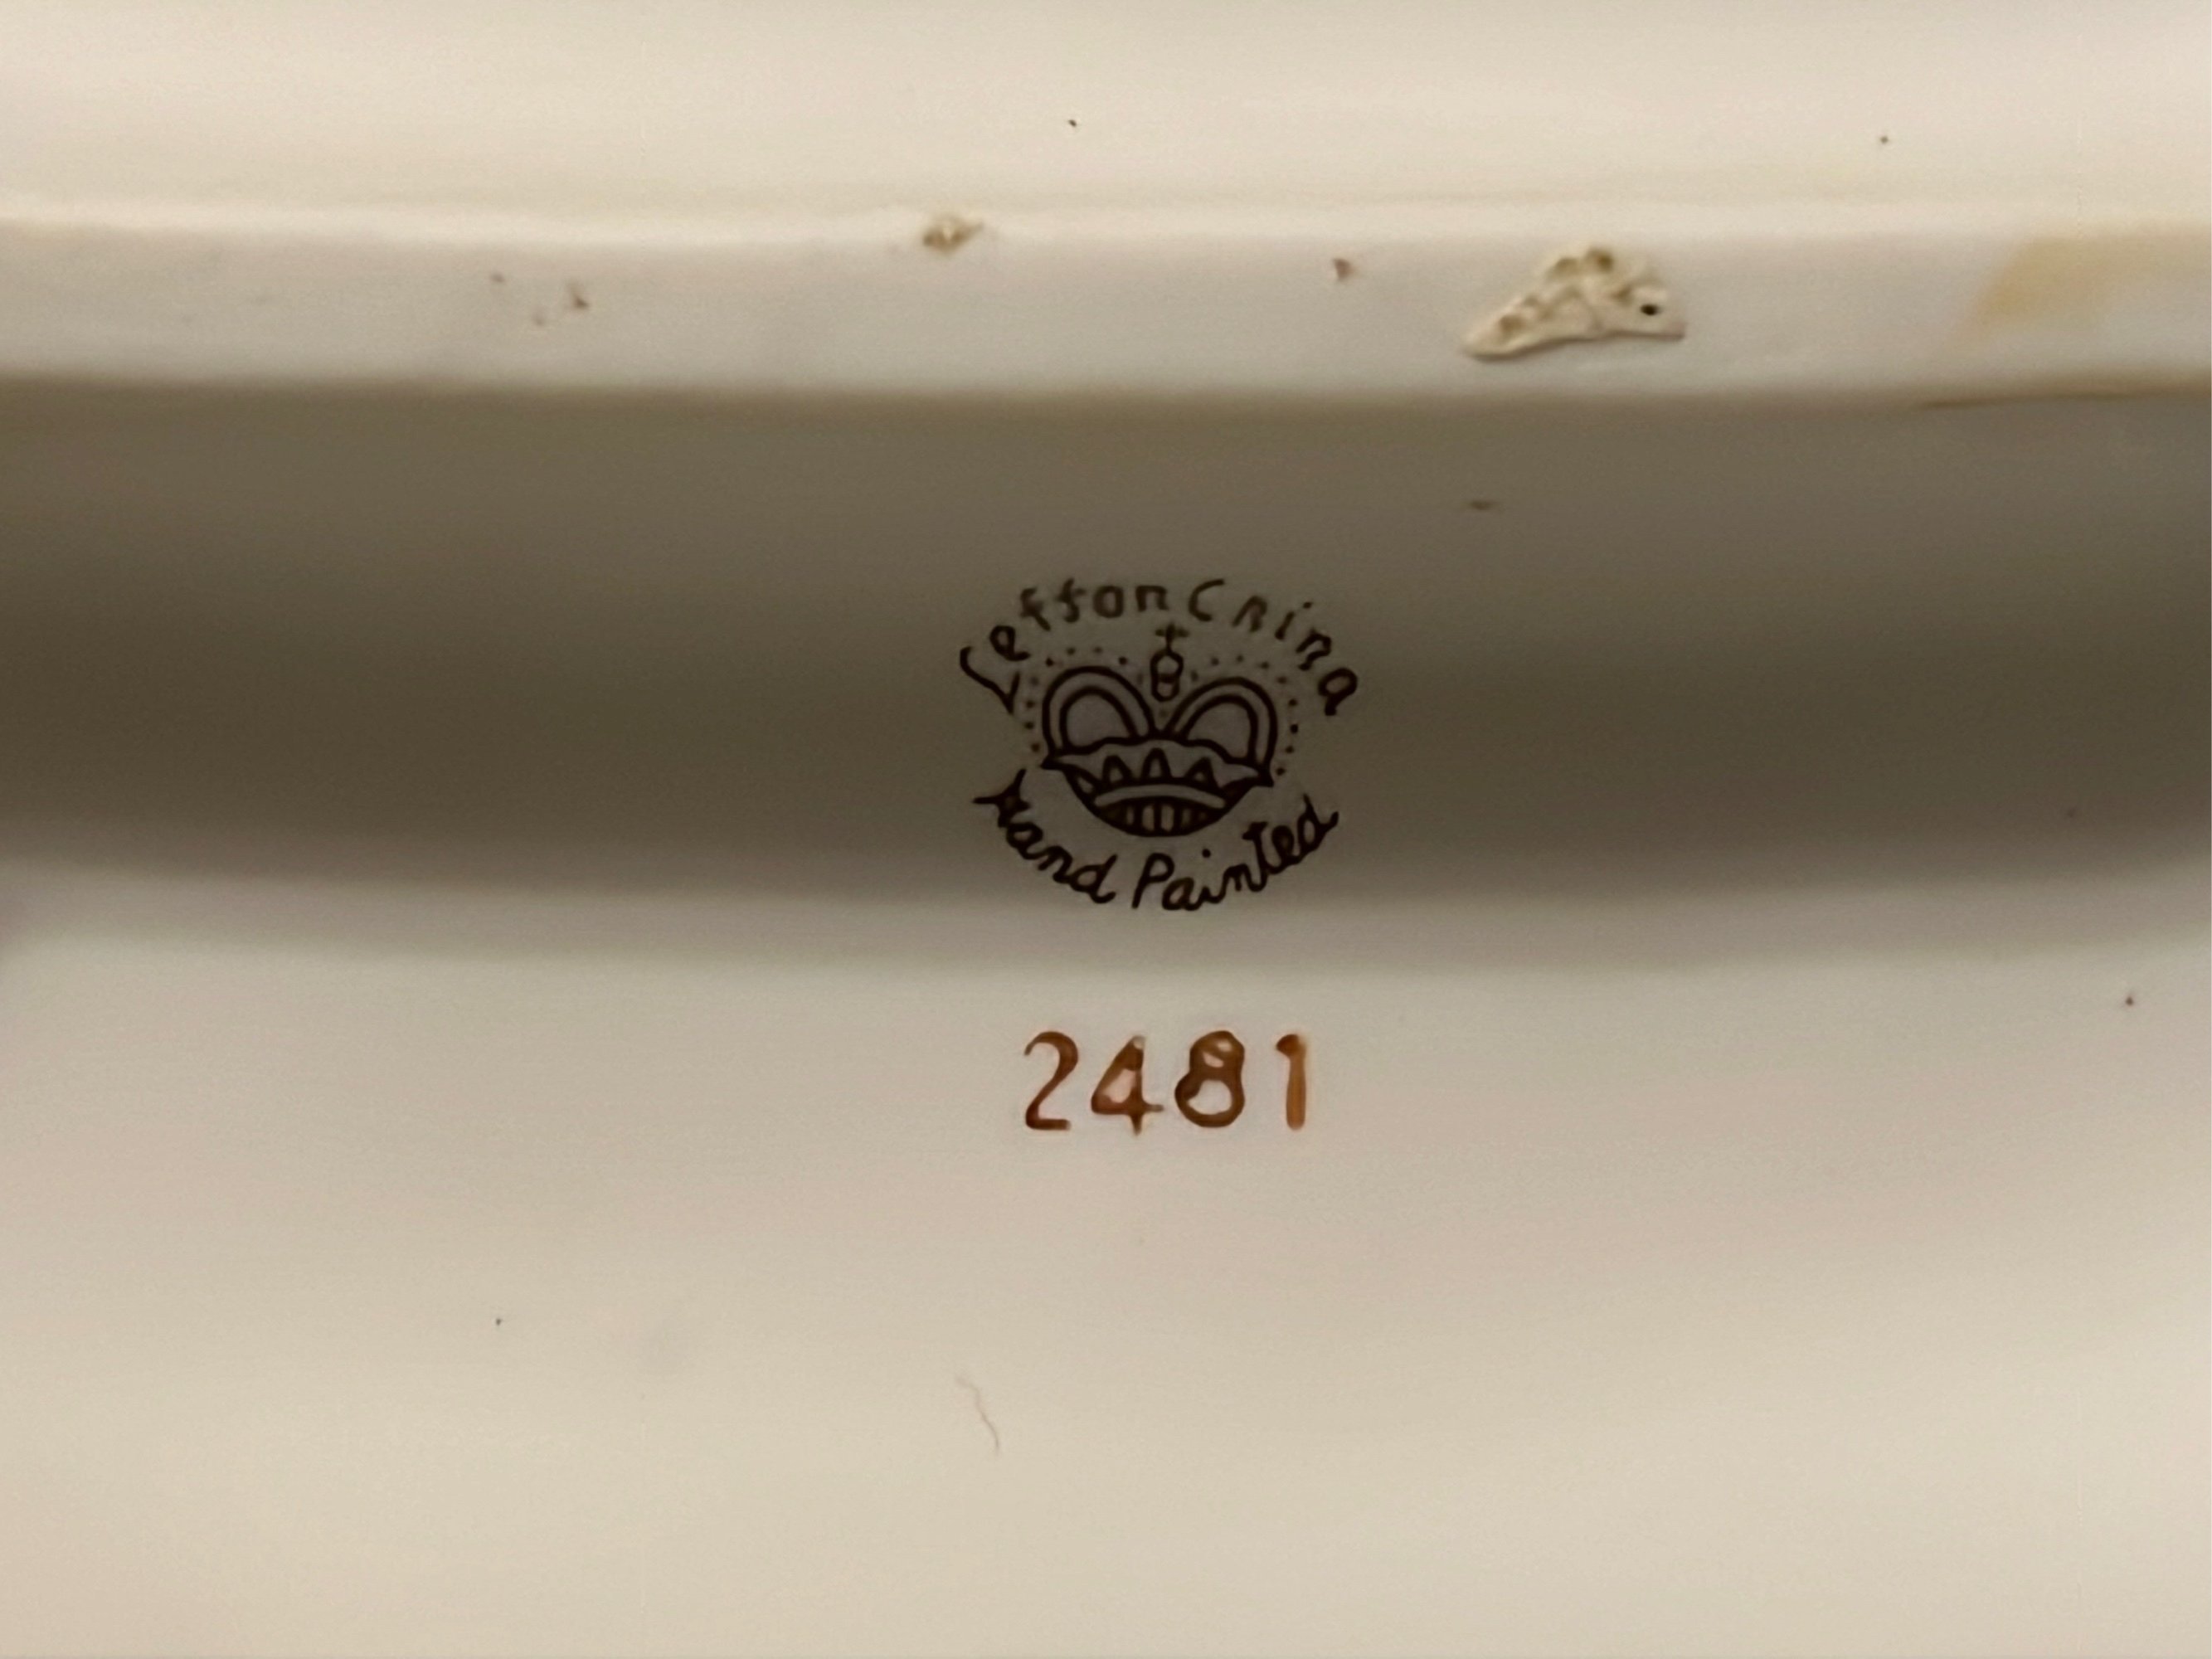 Lefton China
Hand Painted
2481